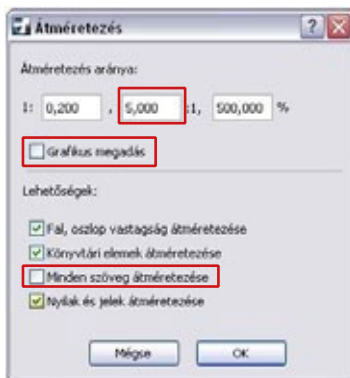 Átméretezés
Átméretezés aránya:
1: 0,200 , 5,000 :1, 500,000 %
Grafikus megadás
Lehetőségek:
Fal, oszlop vastagság átméretezése
Könyvtári elemek átméretezése
Minden szöveg átméretezése
Nyilak és jelek átméretezése
Mégse OK